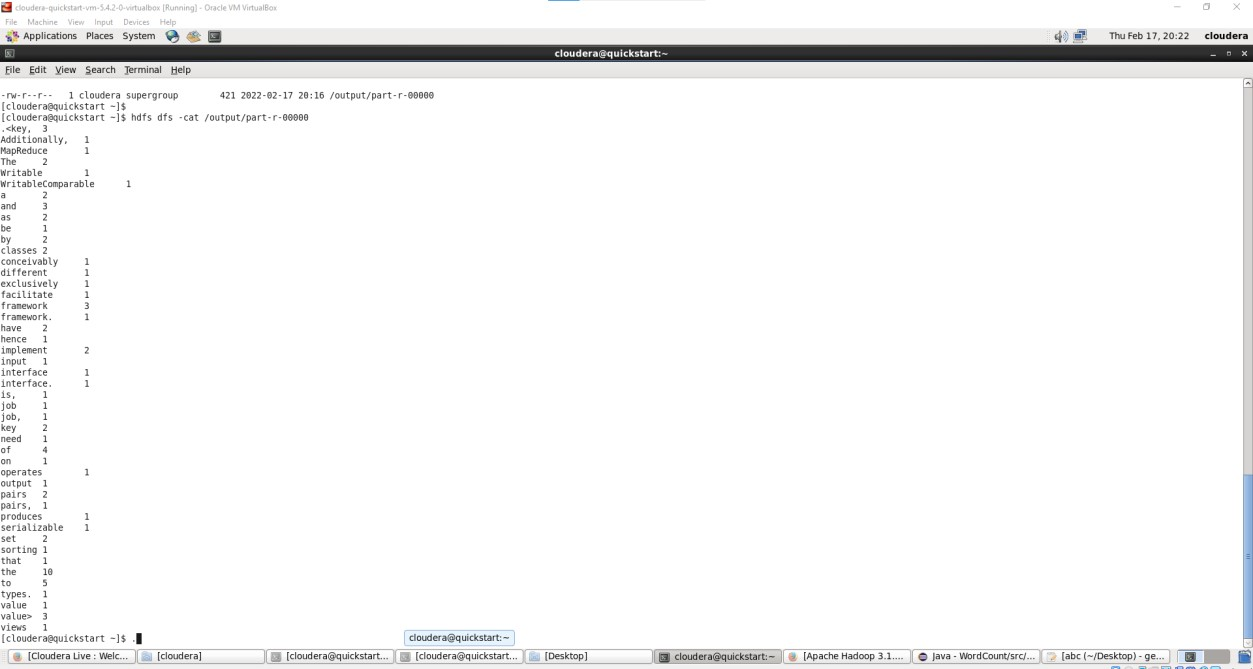 cloudera-quickstart-vm-5.4.2-0-virtualbox [Running] - Oracle VM VirtualBox
File Machine View Input Devices Help
Applications Places System Thu Feb 17, 20:22 cloudera
cloudera@quickstart:~
File Edit View Search Terminal Help
-rw-r--r-- 1 cloudera supergroup 421 2022-02-17 20:16 /output/part-r-00000
[cloudera@quickstart ~]$
[cloudera@quickstart ~]$ hdfs dfs -cat /output/part-r-00000
.<key, 3
Additionally, 1
MapReduce 1
The 2
Writable 1
WritableComparable 1
a 2
and 3
as 2
be 1
by 2
classes 2
conceivably 1
different 1
exclusively 1
facilitate 1
framework 3
framework. 1
have 2
hence 1
implement 2
input 1
interface 1
interface. 1
is, 1
job 1
job, 1
key 2
need 1
of 4
on 1
operates 1
output 1
pairs 2
pairs, 1
produces 1
serializable 1
set 2
sorting 1
that 1
the 10
to 5
types. 1
value 1
value> 3
views 1
[cloudera@quickstart ~]$ .
cloudera@quickstart:~
[Cloudera Live : Welc... [cloudera] [cloudera@quickstart... [cloudera@quickstart... [Desktop] cloudera@quickstart:~ [Apache Hadoop 3.1.... Java - WordCount/src/... [abc (~/Desktop) - ge...